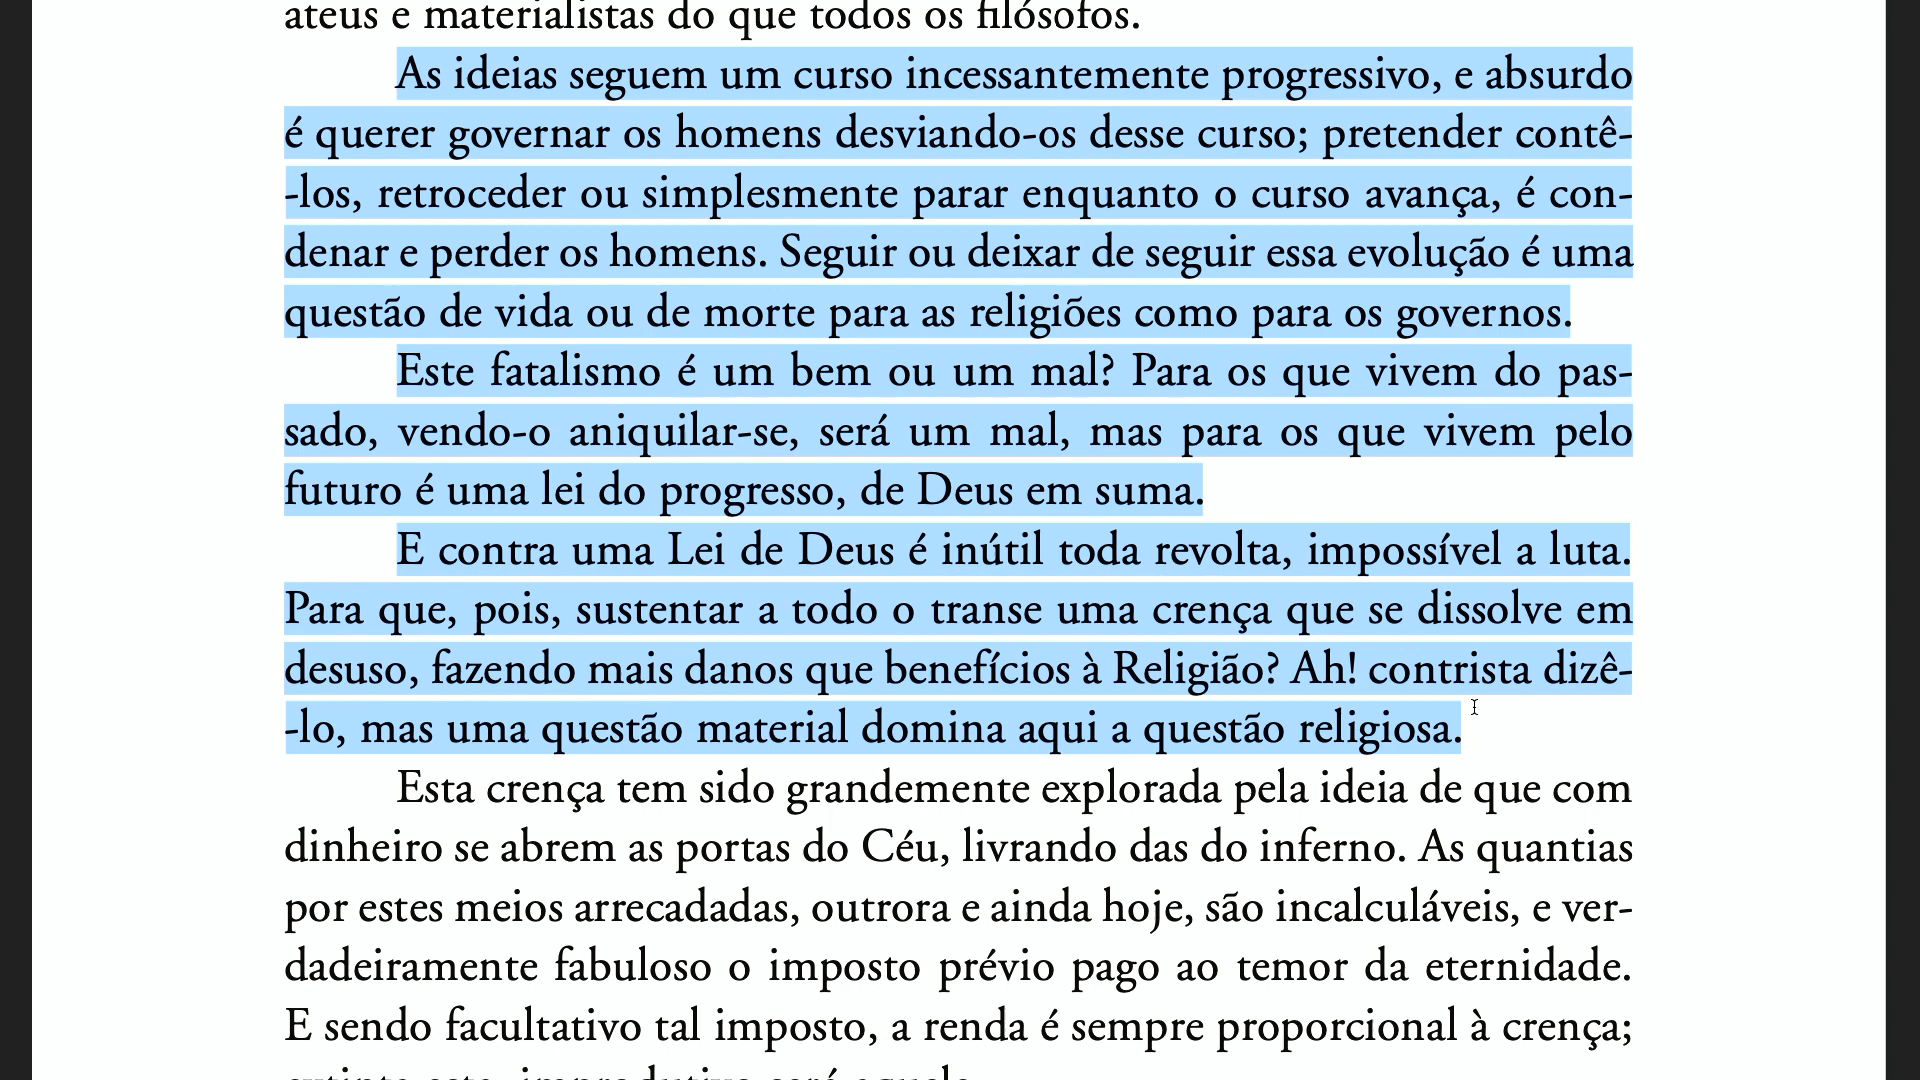 ateus e materialistas do que todos os filósofos.
As ideias seguem um curso incessantemente progressivo, e absurdo
é querer governar os homens desviando-os desse curso; pretender contê-
-los, retroceder ou simplesmente parar enquanto o curso avança, é con-
denar e perder os homens. Seguir ou deixar de seguir essa evolução é uma
questão de vida ou de morte para as religiões como para os governos.
Este fatalismo é um bem ou um mal? Para os que vivem do pas-
sado, vendo-o aniquilar-se, será um mal, mas para os que vivem pelo
futuro é uma lei do progresso, de Deus em suma.
E contra uma Lei de Deus é inútil toda revolta, impossível a luta.
Para que, pois, sustentar a todo o transe uma crença que se dissolve em
desuso, fazendo mais danos que benefícios à Religião? Ah! contrista dizê-
-lo, mas uma questão material domina aqui a questão religiosa.
Esta crença tem sido grandemente explorada pela ideia de que com
dinheiro se abrem as portas do Céu, livrando das do inferno. As quantias
por estes meios arrecadadas, outrora e ainda hoje, são incalculáveis, e ver-
dadeiramente fabuloso o imposto prévio pago ao temor da eternidade.
E sendo facultativo tal imposto, a renda é sempre proporcional à crença;
extinta esta, improdutivo será aquele.